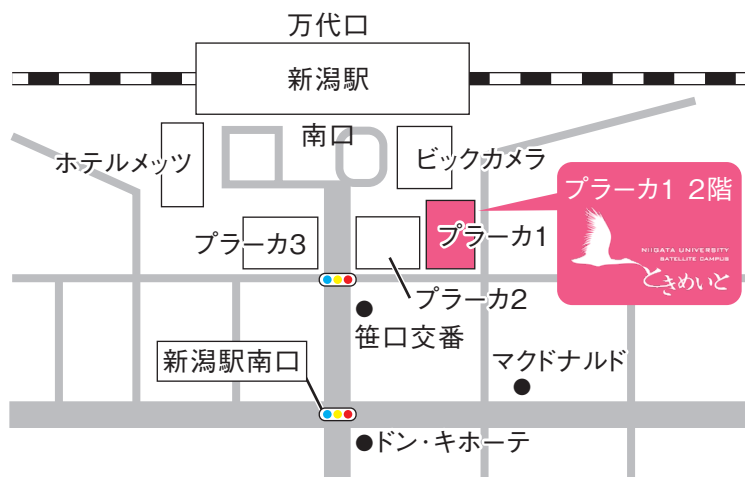 万代口
新潟駅
南口
ホテルメッツ
ビックカメラ
プラーカ1 2階
プラーカ3
プラーカ1
NIIGATA UNIVERSITY
SATELLITE CAMPUS
ときめいと
プラーカ2
笹口交番
新潟駅南口
マクドナルド
ドン・キホーテ